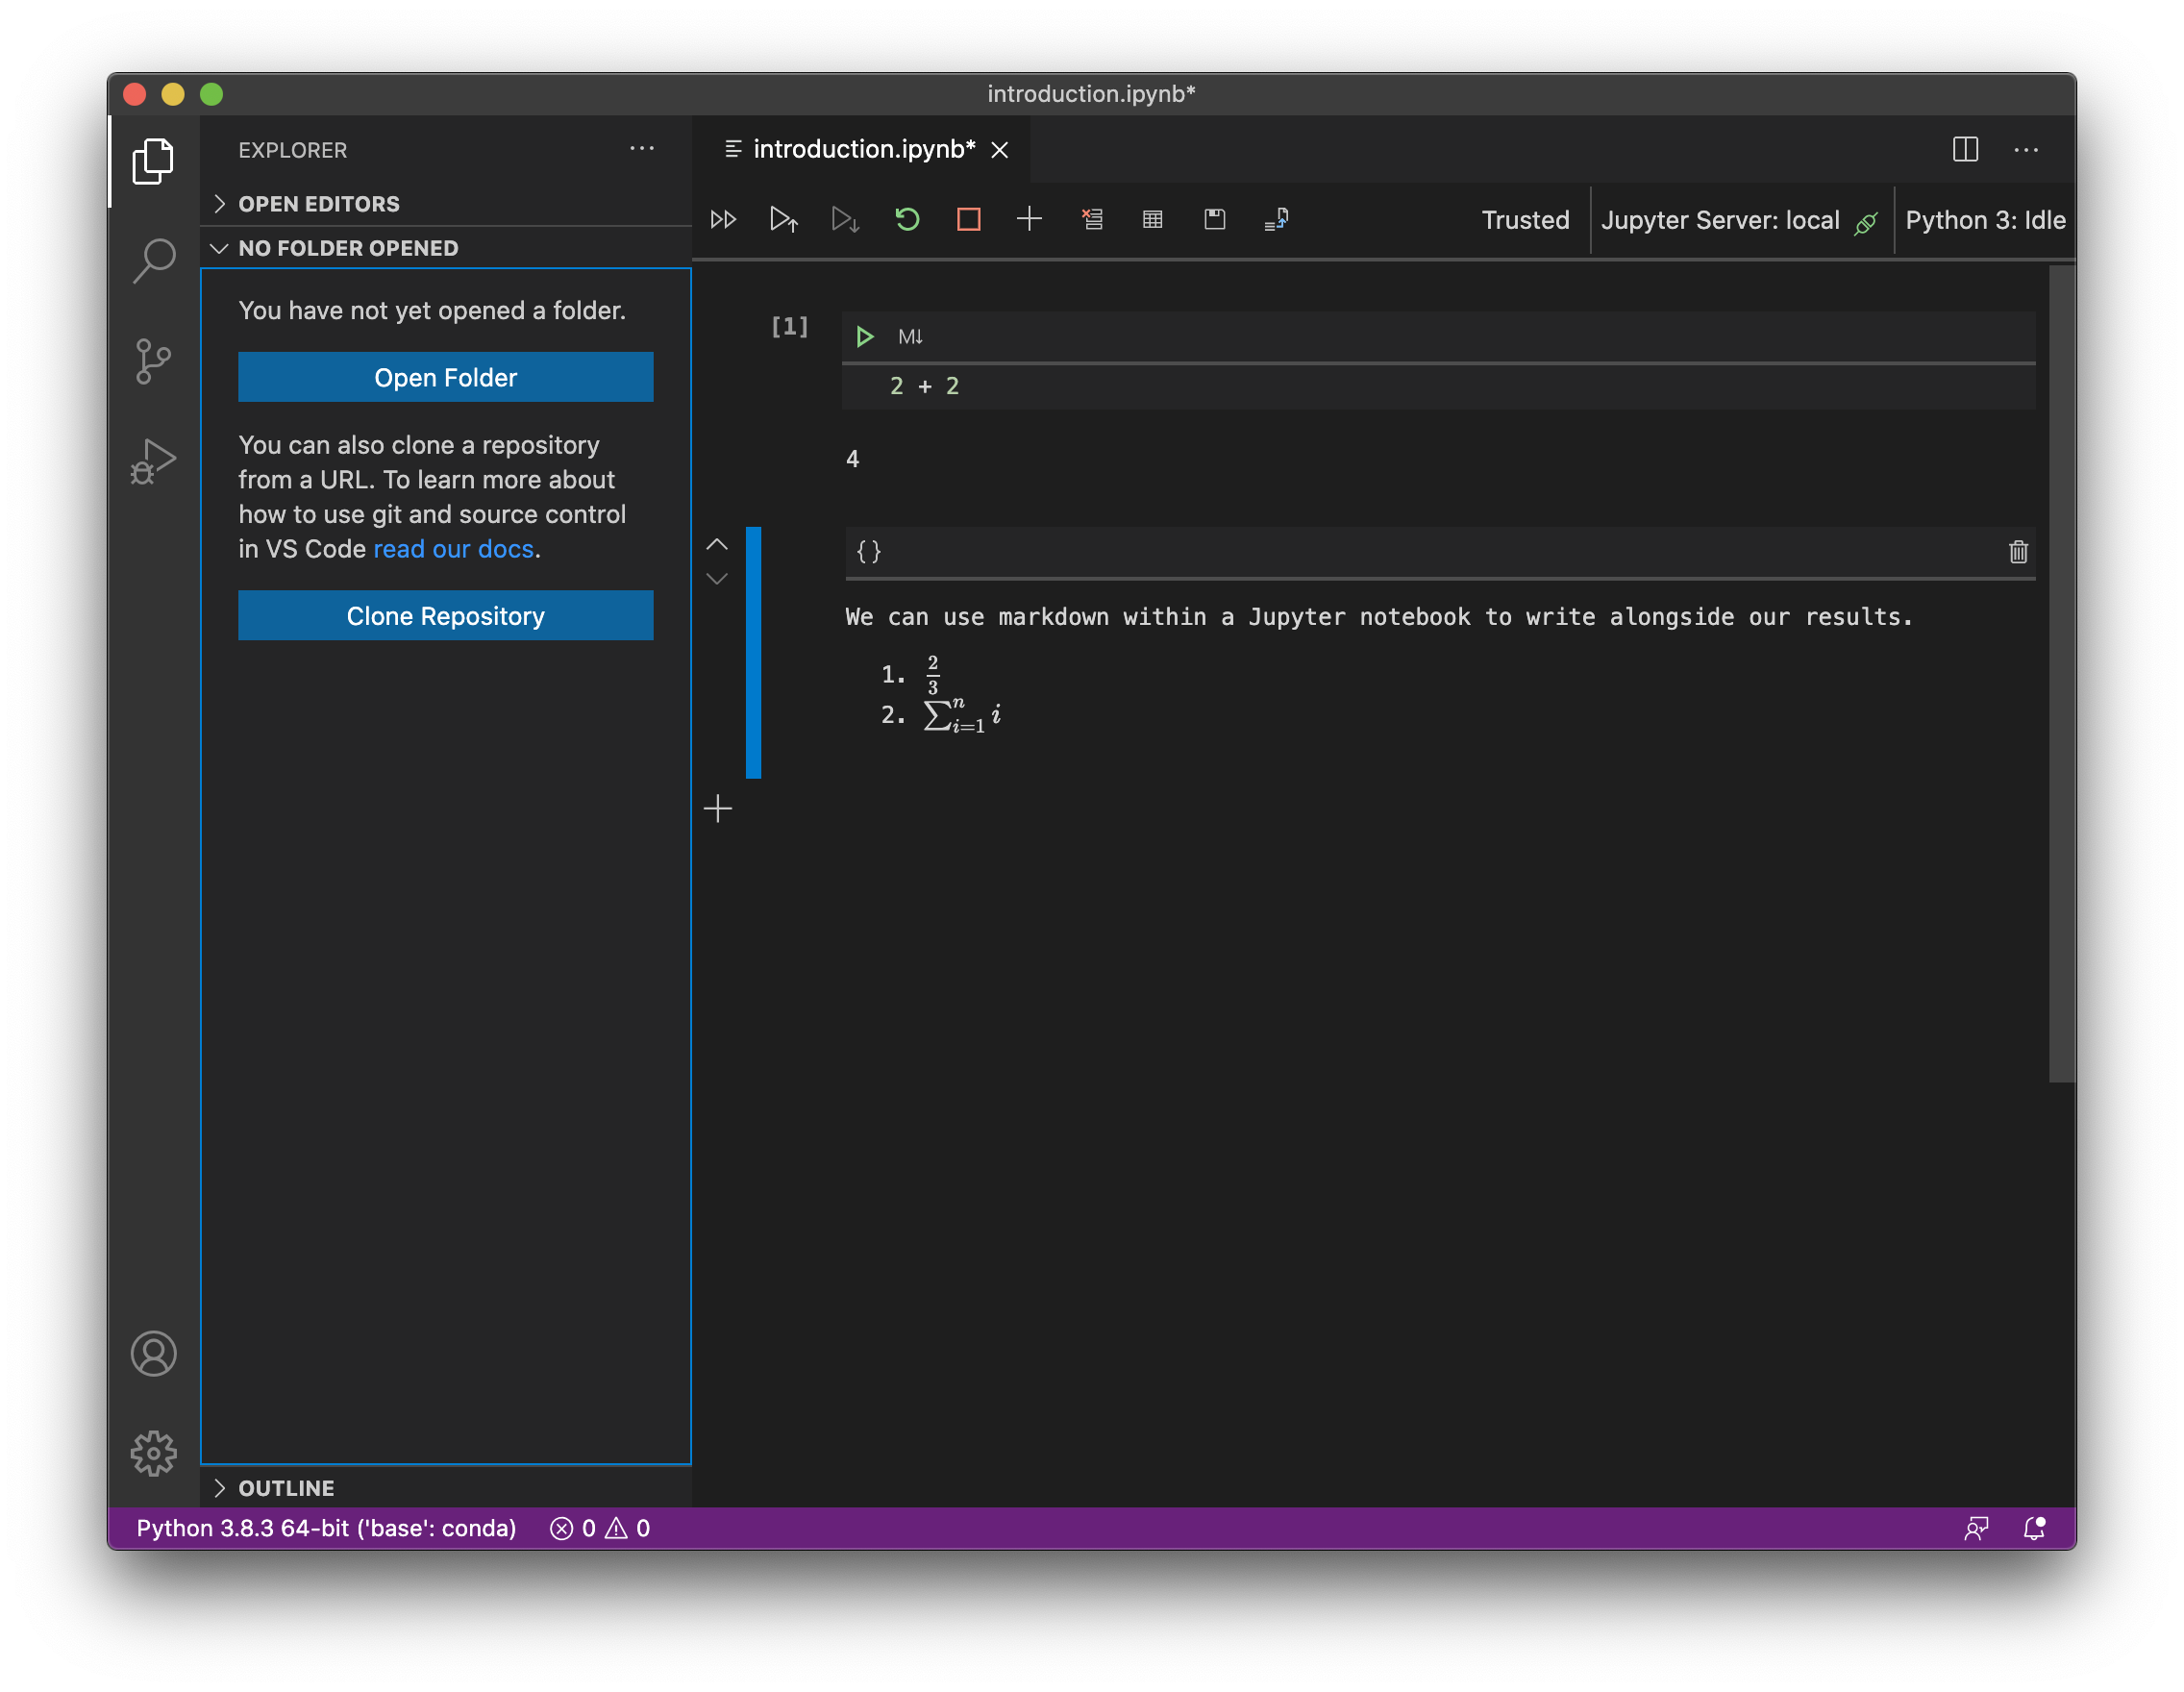 introduction.ipynb*
EXPLORER
introduction.ipynb*
OPEN EDITORS
Trusted
Jupyter Server: local
Python 3: Idle
NO FOLDER OPENED
You have not yet opened a folder.
Open Folder
You can also clone a repository
from a URL. To learn more about
how to use git and source control
in VS Code read our docs.
Clone Repository
[1]
M↓
2 + 2
4
{}
We can use markdown within a Jupyter notebook to write alongside our results.
1. 2/3
2. ∑ⁿᵢ₌₁ i
OUTLINE
Python 3.8.3 64-bit ('base': conda) 0 0